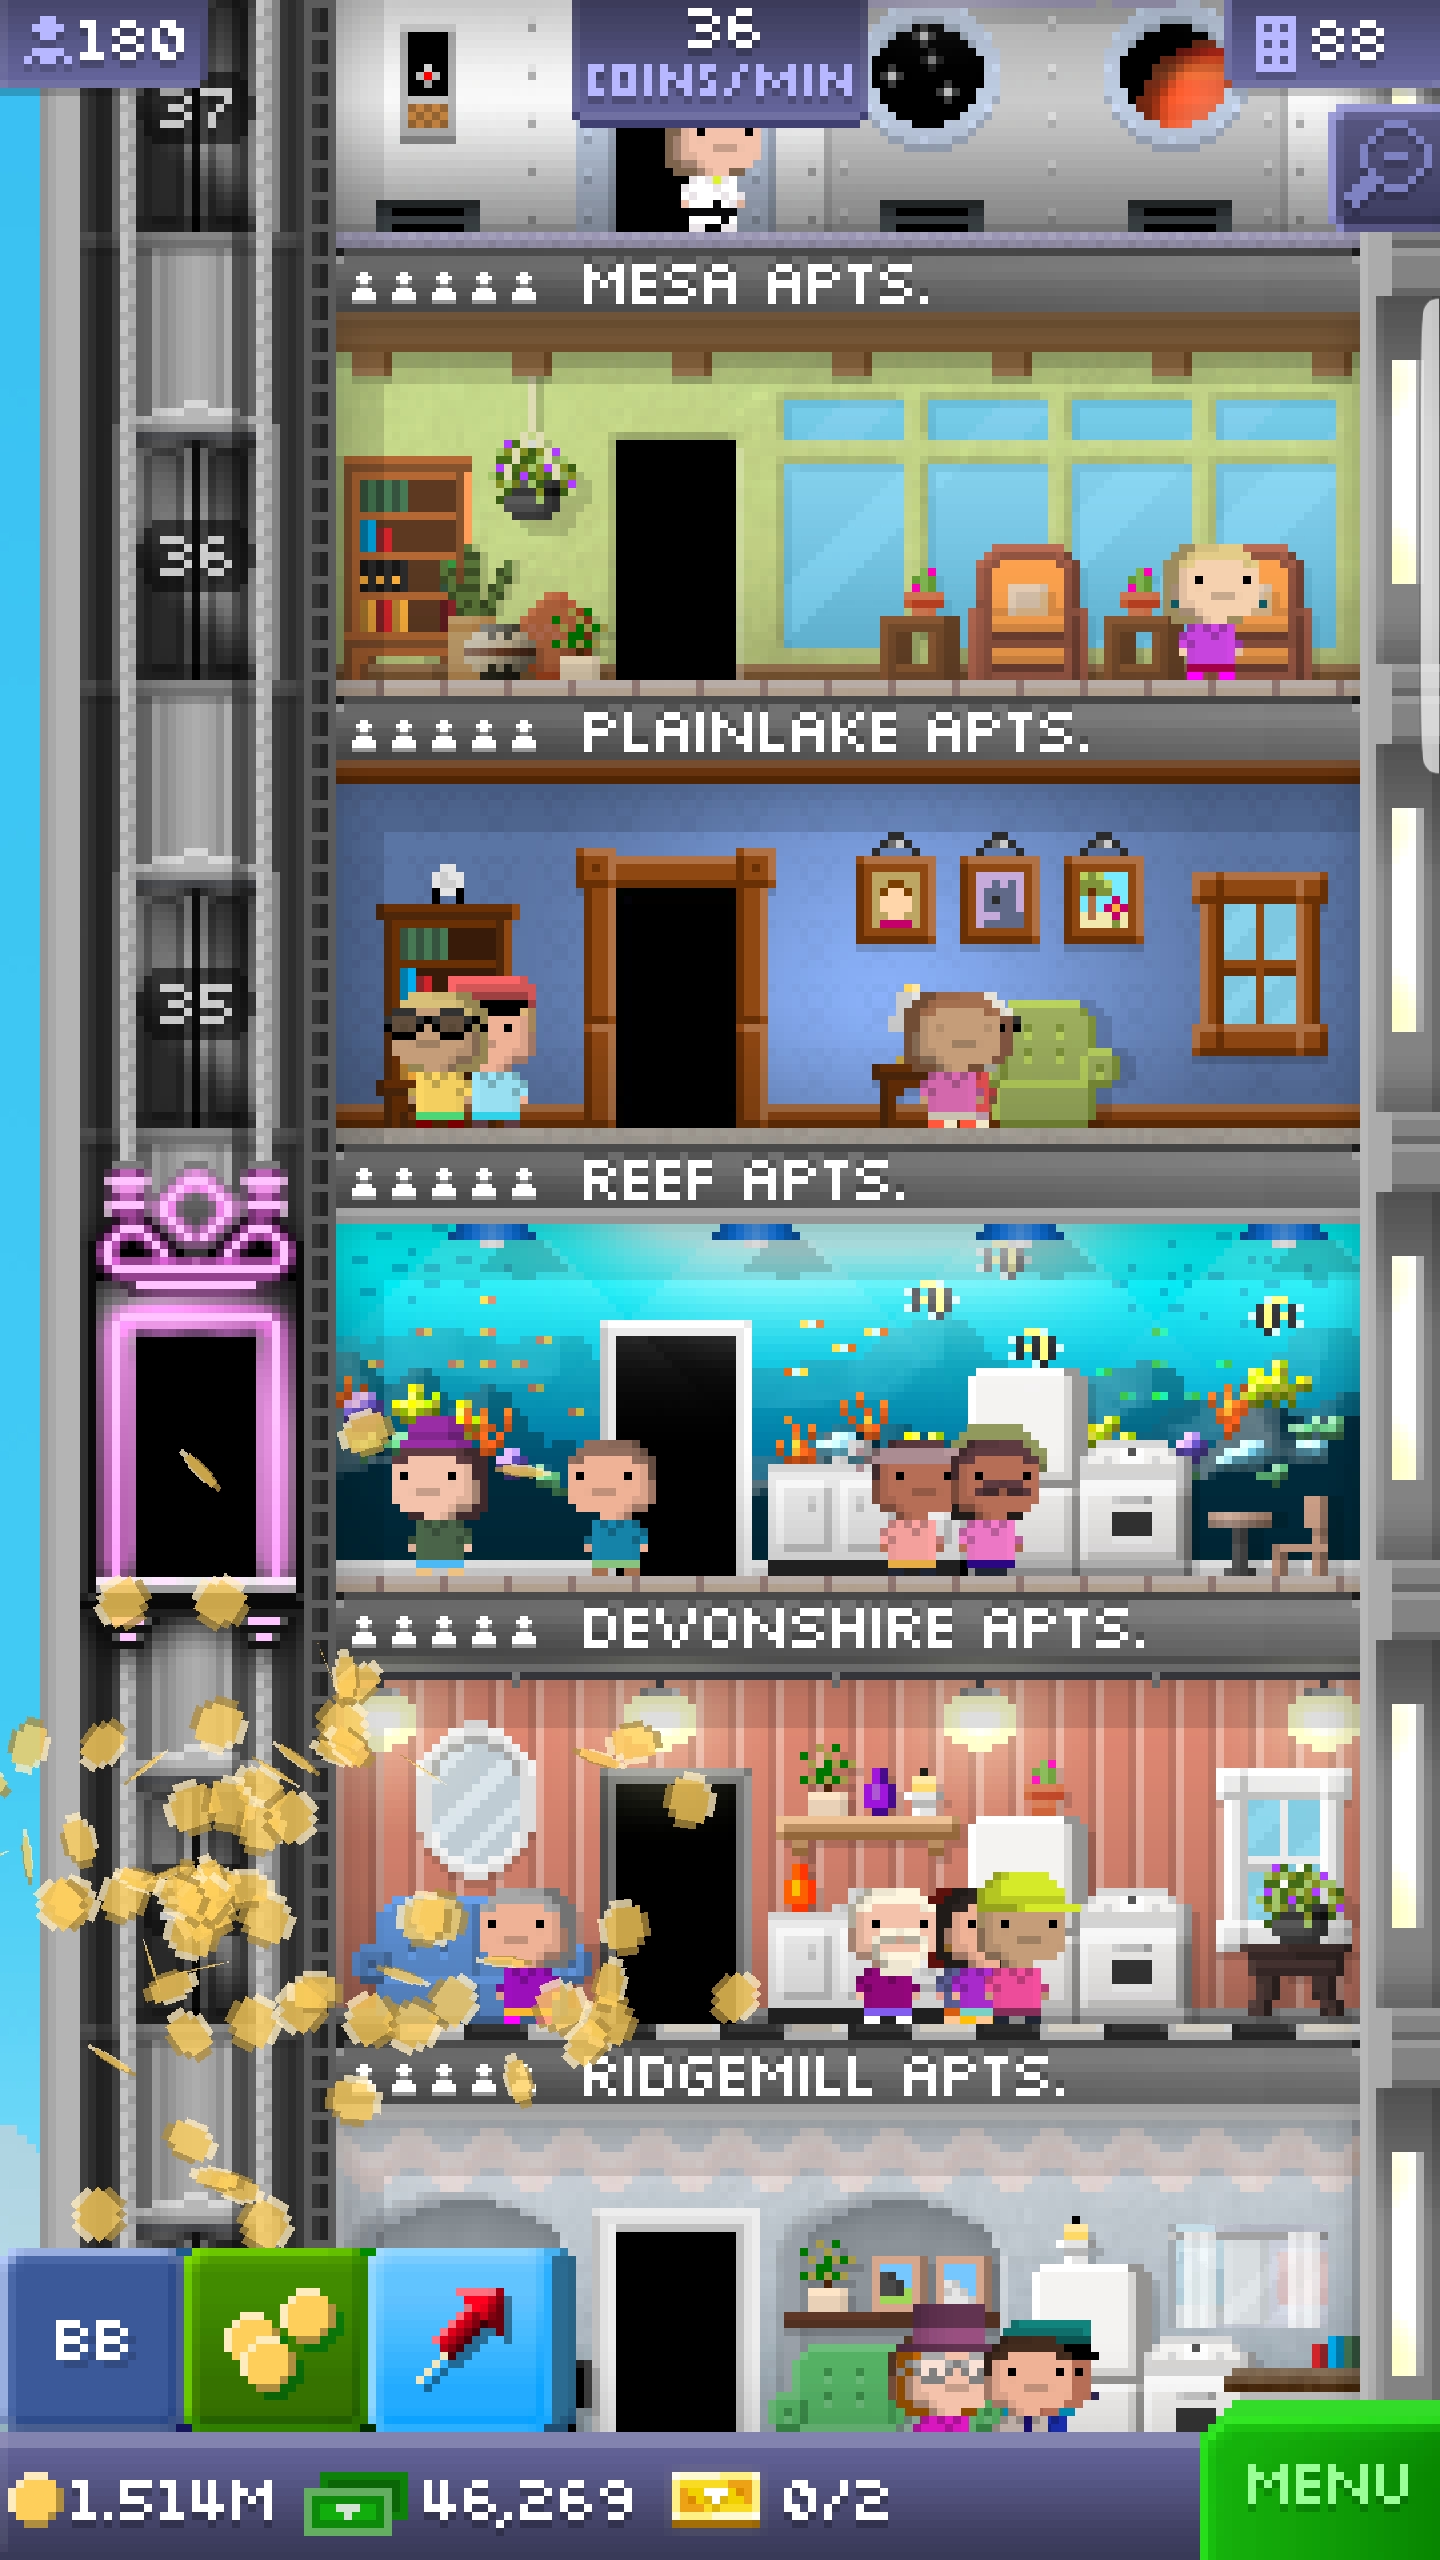 180
36
COINS/MIN
88
37
MESA APTS.
36
PLAINLAKE APTS.
35
REEF APTS.
DEVONSHIRE APTS.
RIDGEMILL APTS.
BB
1.514M
46,269
0/2
MENU